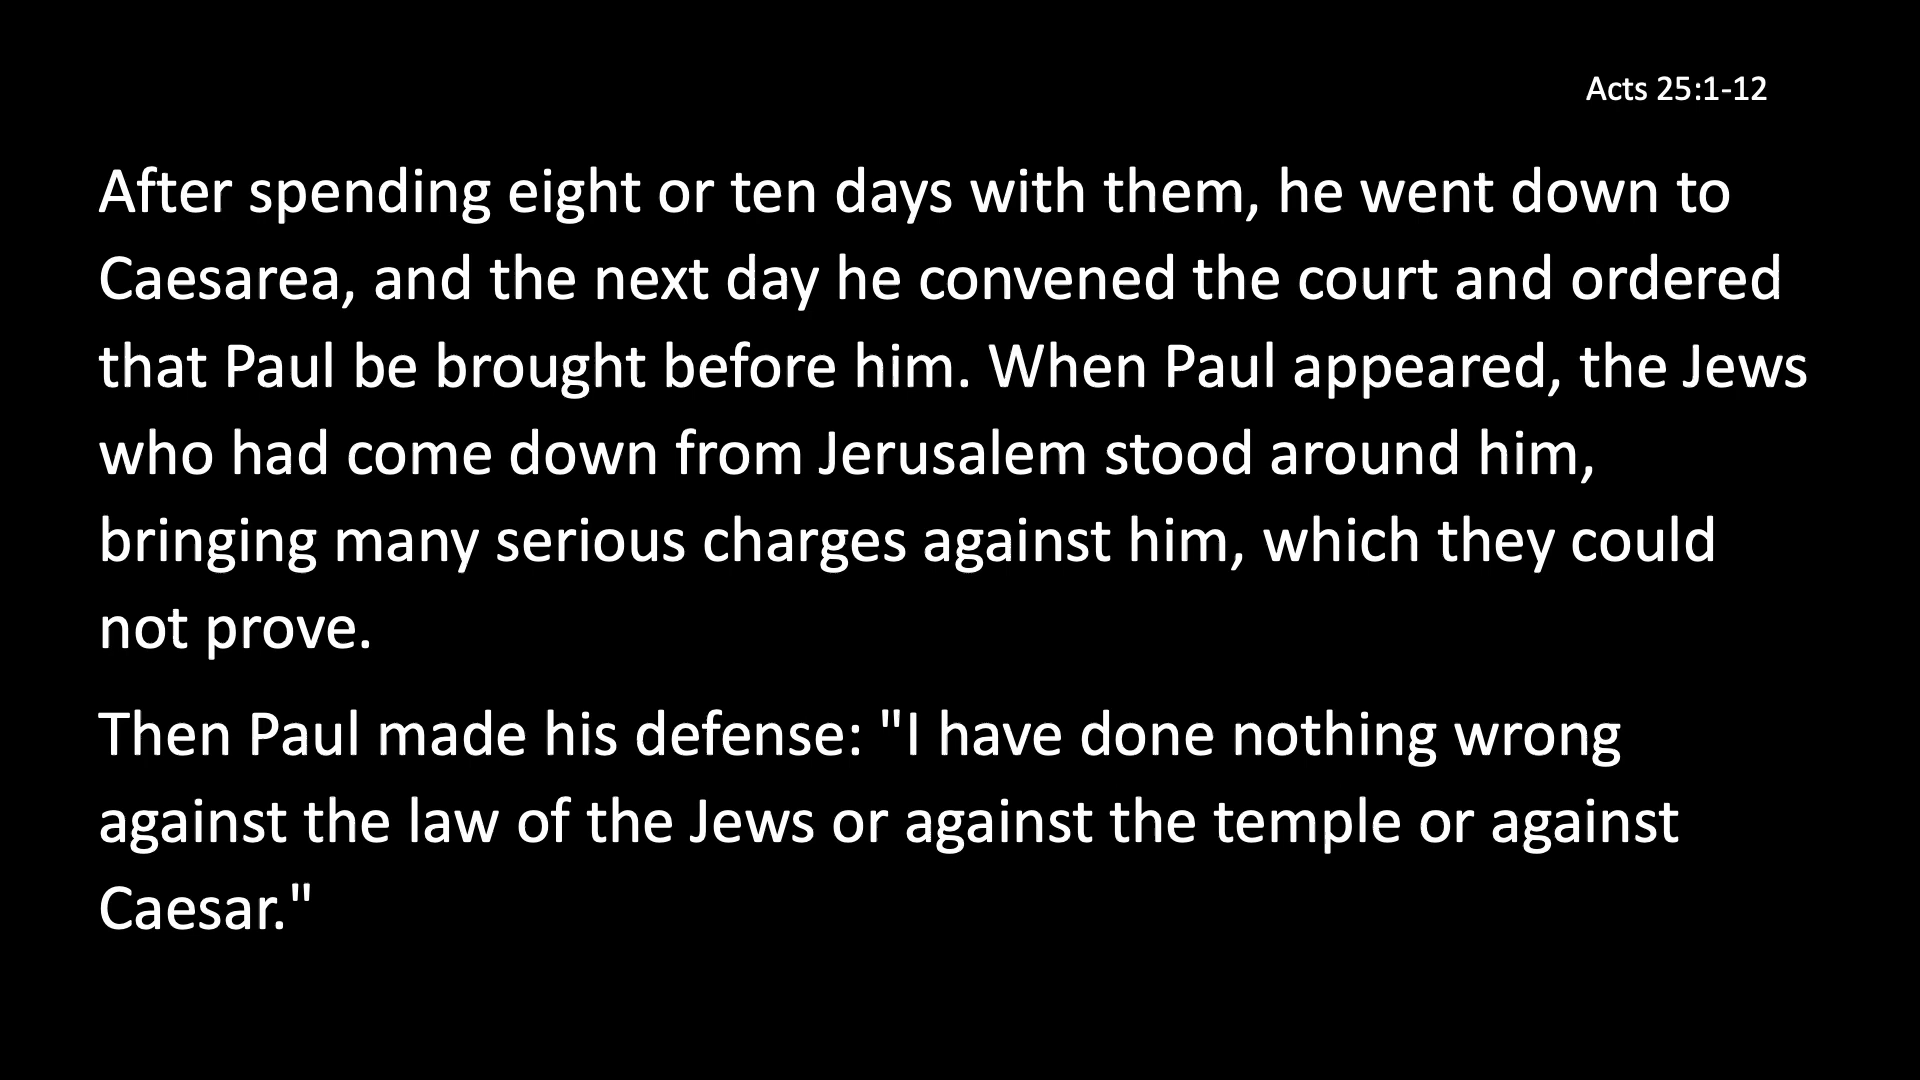 Acts 25:1-12
After spending eight or ten days with them, he went down to
Caesarea, and the next day he convened the court and ordered
that Paul be brought before him. When Paul appeared, the Jews
who had come down from Jerusalem stood around him,
bringing many serious charges against him, which they could
not prove.
Then Paul made his defense: "I have done nothing wrong
against the law of the Jews or against the temple or against
Caesar."